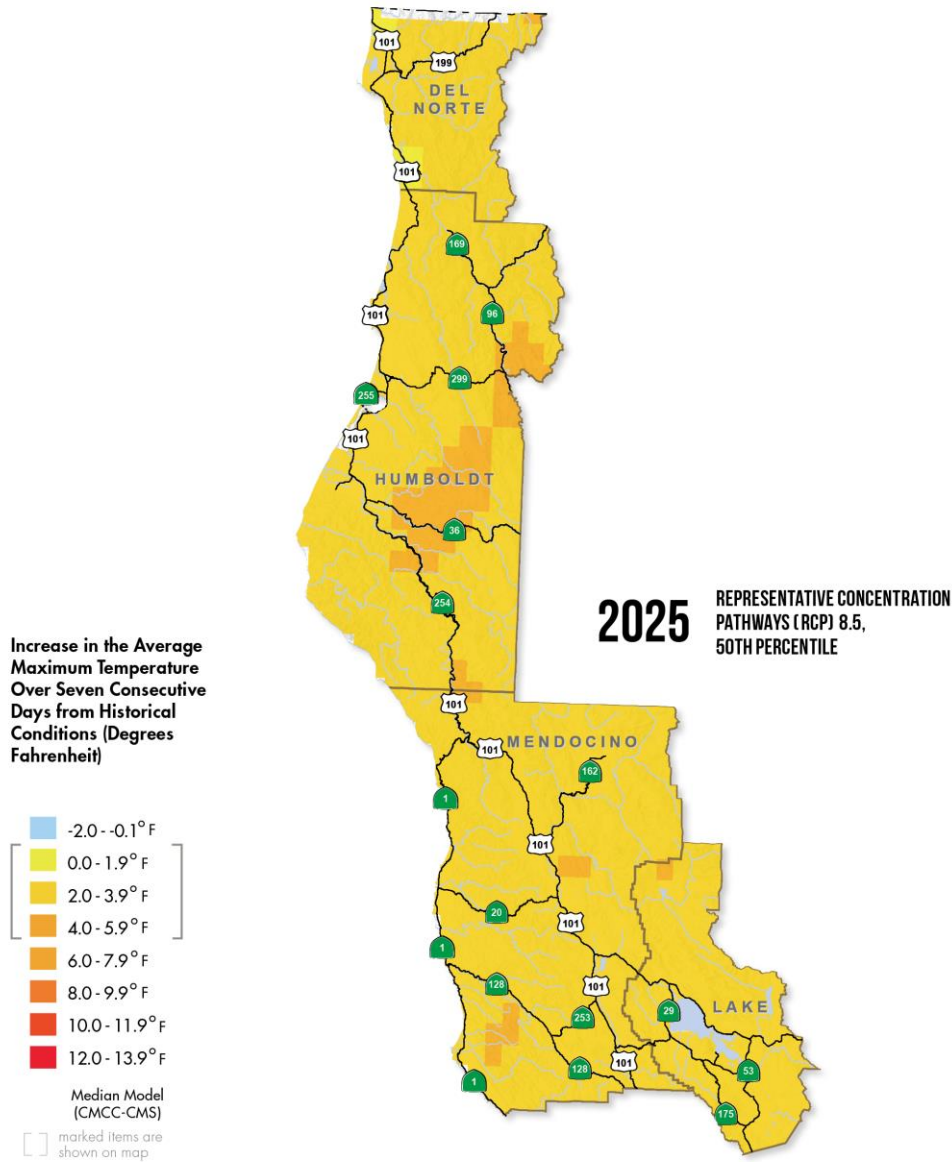 101
199
DEL
NORTE
101
169
96
101
299
255
101
HUMBOLDT
36
254
2025
REPRESENTATIVE CONCENTRATION
PATHWAYS (RCP) 8.5,
50TH PERCENTILE
Increase in the Average
Maximum Temperature
Over Seven Consecutive
Days from Historical
Conditions (Degrees
Fahrenheit)
101
101
MENDOCINO
162
1
101
-2.0 - -0.1° F
0.0 - 1.9° F
2.0 - 3.9° F
4.0 - 5.9° F
6.0 - 7.9° F
8.0 - 9.9° F
10.0 - 11.9° F
12.0 - 13.9° F
20
101
1
128
101
29
LAKE
253
101
128
53
1
175
Median Model
(CMCC-CMS)
marked items are
shown on map